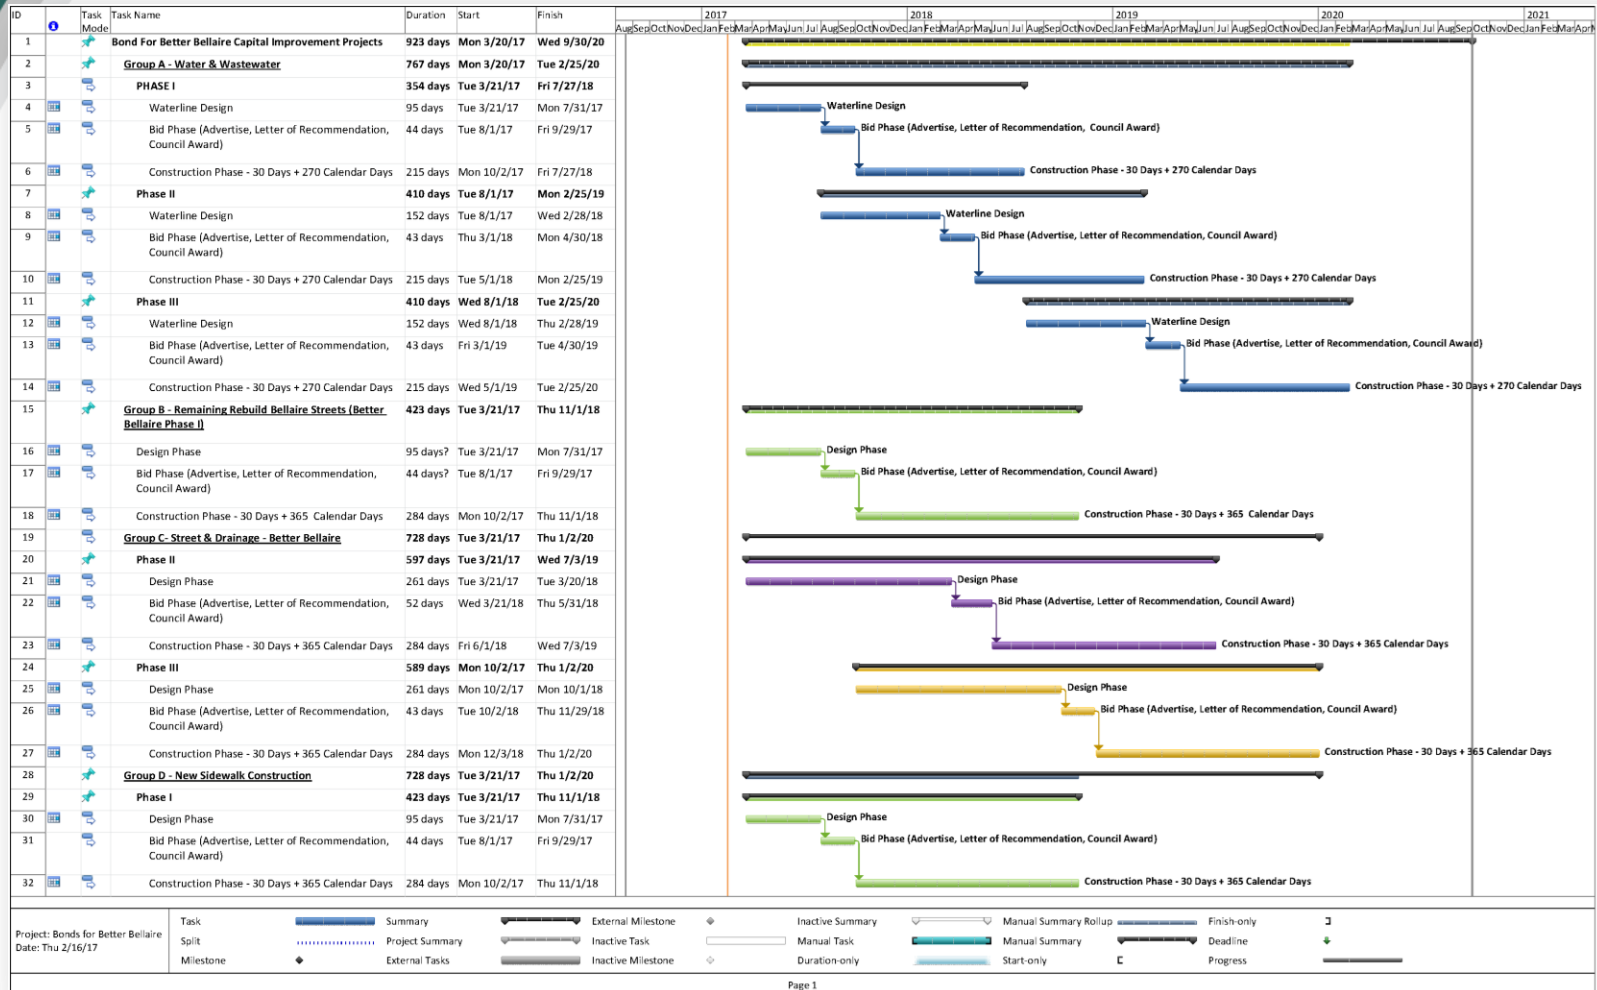 ID Task Mode Task Name Duration Start Finish
2017 2018 2019 2020 2021
Aug Sep Oct Nov Dec Jan Feb Mar Apr May Jun Jul Aug Sep Oct Nov Dec Jan Feb Mar Apr May Jun Jul Aug Sep Oct Nov Dec Jan Feb Mar Apr May Jun Jul Aug Sep Oct Nov Dec Jan Feb Mar Apr May Jun Jul Aug Sep Oct Nov Dec Jan Feb Mar Apr
1 Bond For Better Bellaire Capital Improvement Projects 923 days Mon 3/20/17 Wed 9/30/20
2 Group A - Water & Wastewater 767 days Mon 3/20/17 Tue 2/25/20
3 PHASE I 354 days Tue 3/21/17 Fri 7/27/18
4 Waterline Design 95 days Tue 3/21/17 Mon 7/31/17 Waterline Design
5 Bid Phase (Advertise, Letter of Recommendation, 44 days Tue 8/1/17 Fri 9/29/17 Bid Phase (Advertise, Letter of Recommendation, Council Award)
Council Award)
6 Construction Phase - 30 Days + 270 Calendar Days 215 days Mon 10/2/17 Fri 7/27/18 Construction Phase - 30 Days + 270 Calendar Days
7 Phase II 410 days Tue 8/1/17 Mon 2/25/19
8 Waterline Design 152 days Tue 8/1/17 Wed 2/28/18 Waterline Design
9 Bid Phase (Advertise, Letter of Recommendation, 43 days Thu 3/1/18 Mon 4/30/18 Bid Phase (Advertise, Letter of Recommendation, Council Award)
Council Award)
10 Construction Phase - 30 Days + 270 Calendar Days 215 days Tue 5/1/18 Mon 2/25/19 Construction Phase - 30 Days + 270 Calendar Days
11 Phase III 410 days Wed 8/1/18 Tue 2/25/20
12 Waterline Design 152 days Wed 8/1/18 Thu 2/28/19 Waterline Design
13 Bid Phase (Advertise, Letter of Recommendation, 43 days Fri 3/1/19 Tue 4/30/19 Bid Phase (Advertise, Letter of Recommendation, Council Award)
Council Award)
14 Construction Phase - 30 Days + 270 Calendar Days 215 days Wed 5/1/19 Tue 2/25/20 Construction Phase - 30 Days + 270 Calendar Days
15 Group B - Remaining Rebuild Bellaire Streets (Better 423 days Tue 3/21/17 Thu 11/1/18
Bellaire Phase I)
16 Design Phase 95 days? Tue 3/21/17 Mon 7/31/17 Design Phase
17 Bid Phase (Advertise, Letter of Recommendation, 44 days? Tue 8/1/17 Fri 9/29/17 Bid Phase (Advertise, Letter of Recommendation, Council Award)
Council Award)
18 Construction Phase - 30 Days + 365 Calendar Days 284 days Mon 10/2/17 Thu 11/1/18 Construction Phase - 30 Days + 365 Calendar Days
19 Group C- Street & Drainage - Better Bellaire 728 days Tue 3/21/17 Thu 1/2/20
20 Phase II 597 days Tue 3/21/17 Wed 7/3/19
21 Design Phase 261 days Tue 3/21/17 Tue 3/20/18 Design Phase
22 Bid Phase (Advertise, Letter of Recommendation, 52 days Wed 3/21/18 Thu 5/31/18 Bid Phase (Advertise, Letter of Recommendation, Council Award)
Council Award)
23 Construction Phase - 30 Days + 365 Calendar Days 284 days Fri 6/1/18 Wed 7/3/19 Construction Phase - 30 Days + 365 Calendar Days
24 Phase III 589 days Mon 10/2/17 Thu 1/2/20
25 Design Phase 261 days Mon 10/2/17 Mon 10/1/18 Design Phase
26 Bid Phase (Advertise, Letter of Recommendation, 43 days Tue 10/2/18 Thu 11/29/18 Bid Phase (Advertise, Letter of Recommendation, Council Award)
Council Award)
27 Construction Phase - 30 Days + 365 Calendar Days 284 days Mon 12/3/18 Thu 1/2/20 Construction Phase - 30 Days + 365 Calendar Days
28 Group D - New Sidewalk Construction 728 days Tue 3/21/17 Thu 1/2/20
29 Phase I 423 days Tue 3/21/17 Thu 11/1/18
30 Design Phase 95 days Tue 3/21/17 Mon 7/31/17 Design Phase
31 Bid Phase (Advertise, Letter of Recommendation, 44 days Tue 8/1/17 Fri 9/29/17 Bid Phase (Advertise, Letter of Recommendation, Council Award)
Council Award)
32 Construction Phase - 30 Days + 365 Calendar Days 284 days Mon 10/2/17 Thu 11/1/18 Construction Phase - 30 Days + 365 Calendar Days
Project: Bonds for Better Bellaire
Date: Thu 2/16/17
Task Summary External Milestone Inactive Summary Manual Summary Rollup Finish-only
Split Project Summary Inactive Task Manual Task Manual Summary Deadline
Milestone External Tasks Inactive Milestone Duration-only Start-only Progress
Page 1